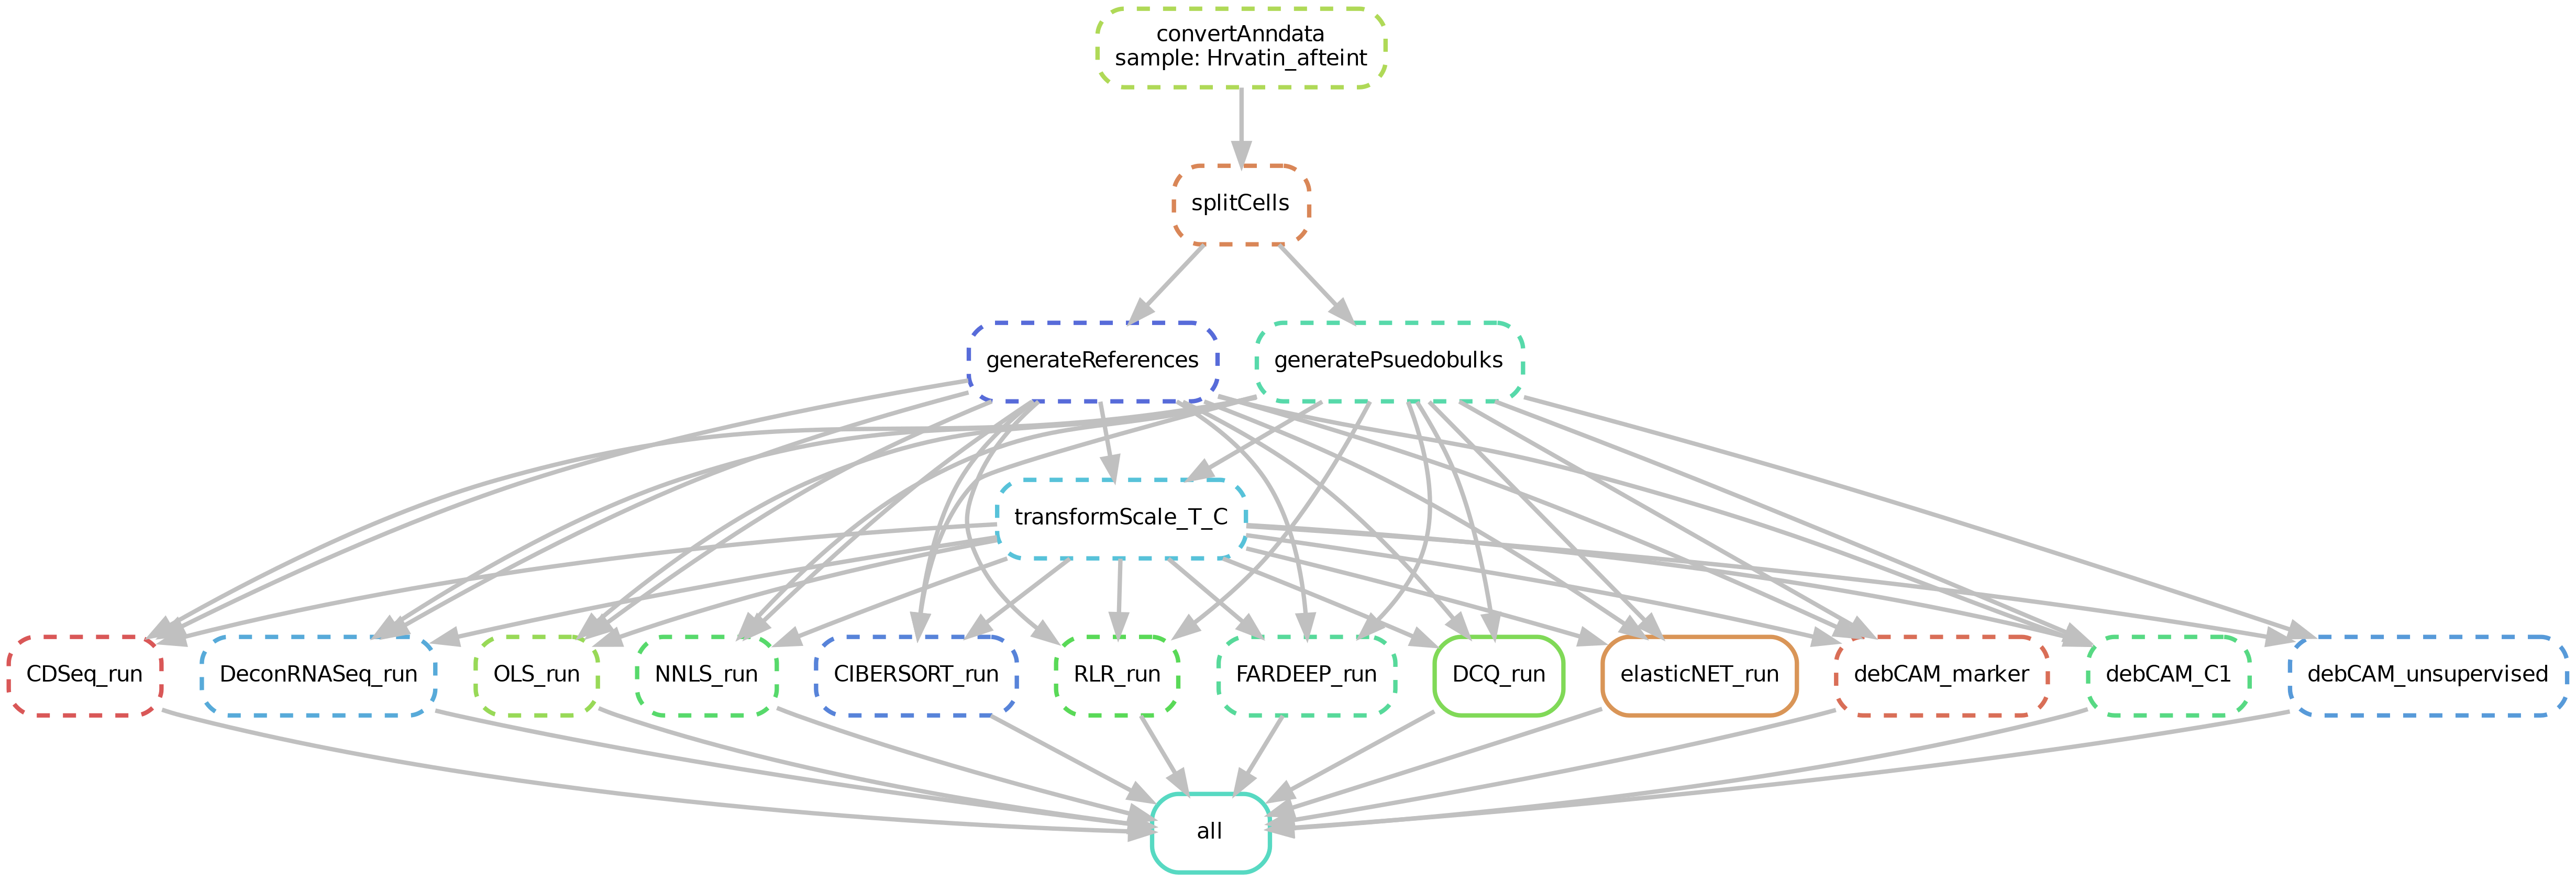 convertAnndata
sample: Hrvatin_afteint
splitCells
generateReferences
generatePsuedobulks
transformScale_T_C
CDSeq_run
DeconRNASeq_run
OLS_run
NNLS_run
CIBERSORT_run
RLR_run
FARDEEP_run
DCQ_run
elasticNET_run
debCAM_marker
debCAM_C1
debCAM_unsupervised
all